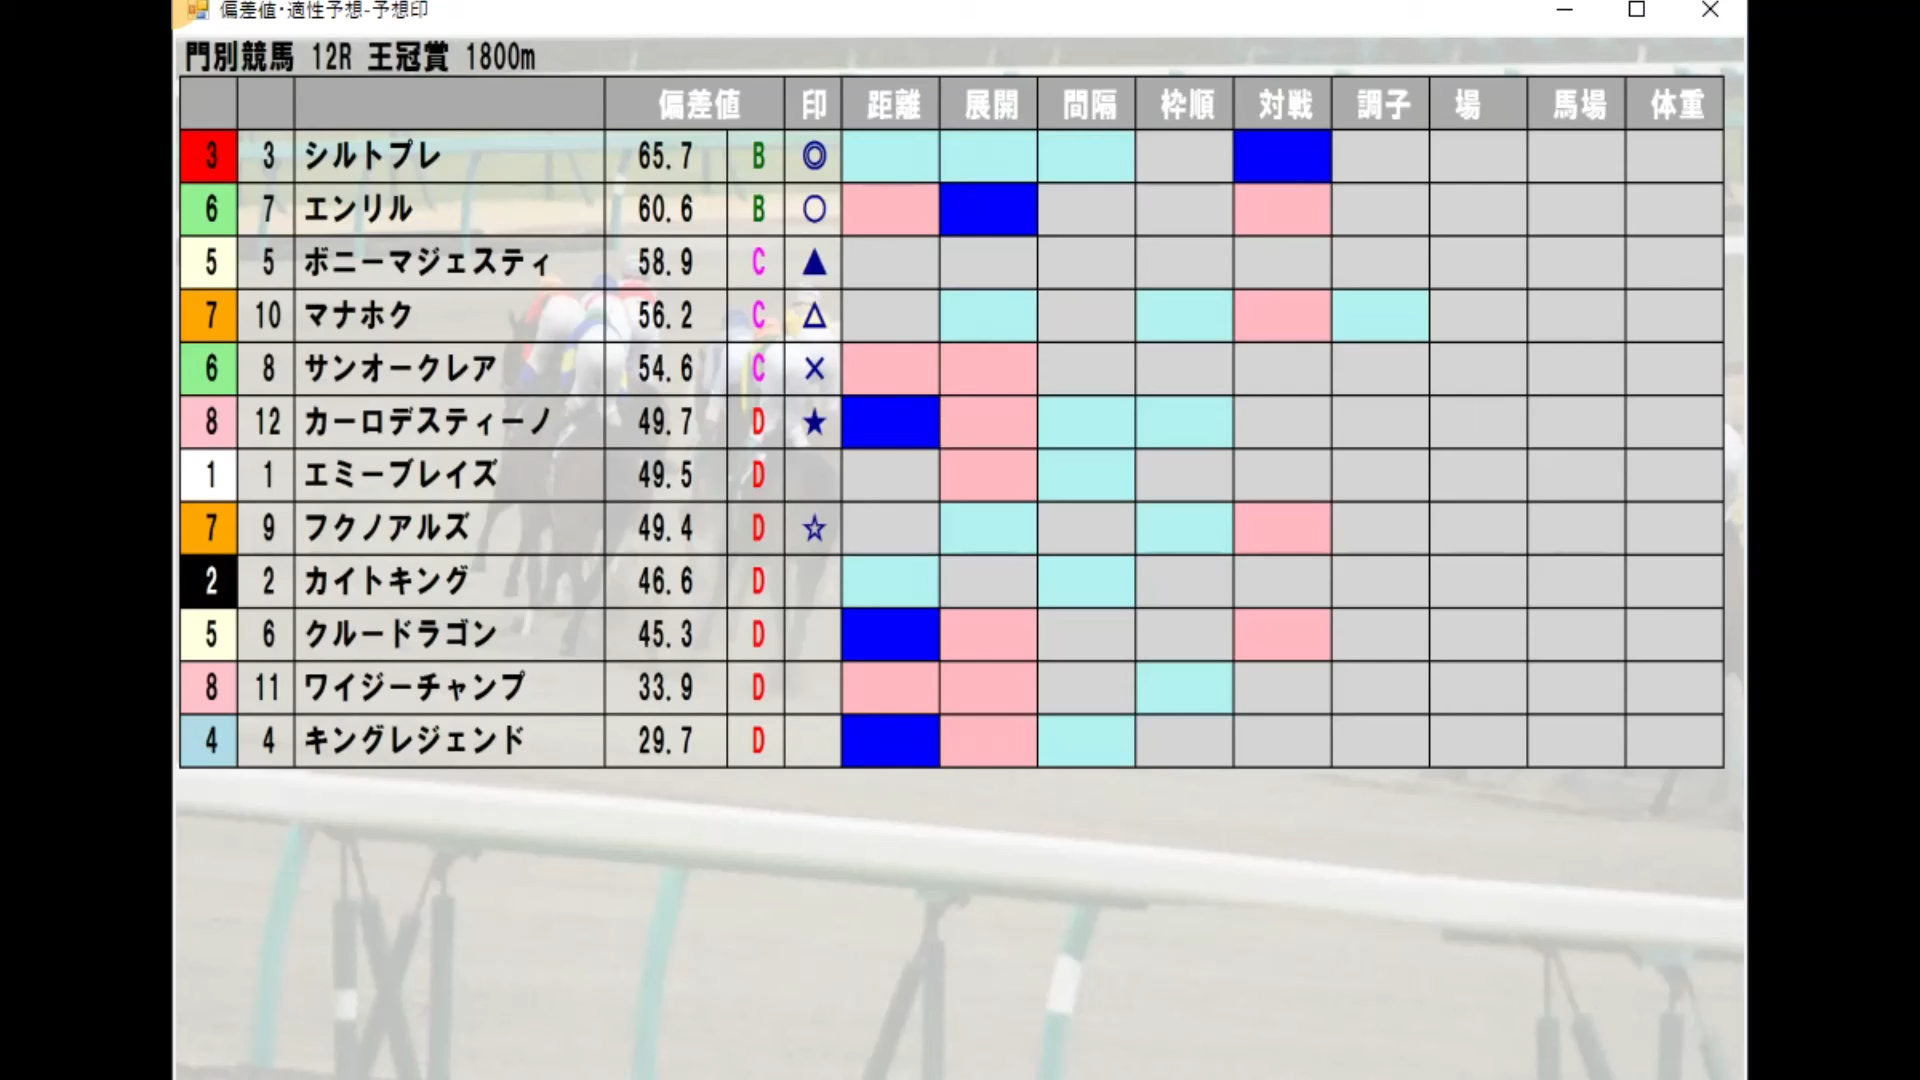 偏差値・適性予想-予想印
門別競馬 12R 王冠賞 1800m
偏差値 印 距離 展開 間隔 枠順 対戦 調子 場 馬場 体重
3 3 シルトプレ 65.7 B ◎
6 7 エンリル 60.6 B ○
5 5 ボニーマジェスティ 58.9 C ▲
7 10 マナホク 56.2 C △
6 8 サンオークレア 54.6 C ×
8 12 カーロデスティーノ 49.7 D ★
1 1 エミーブレイズ 49.5 D
7 9 フクノアルズ 49.4 D ☆
2 2 カイトキング 46.6 D
5 6 クルードラゴン 45.3 D
8 11 ワイジーチャンプ 33.9 D
4 4 キングレジェンド 29.7 D